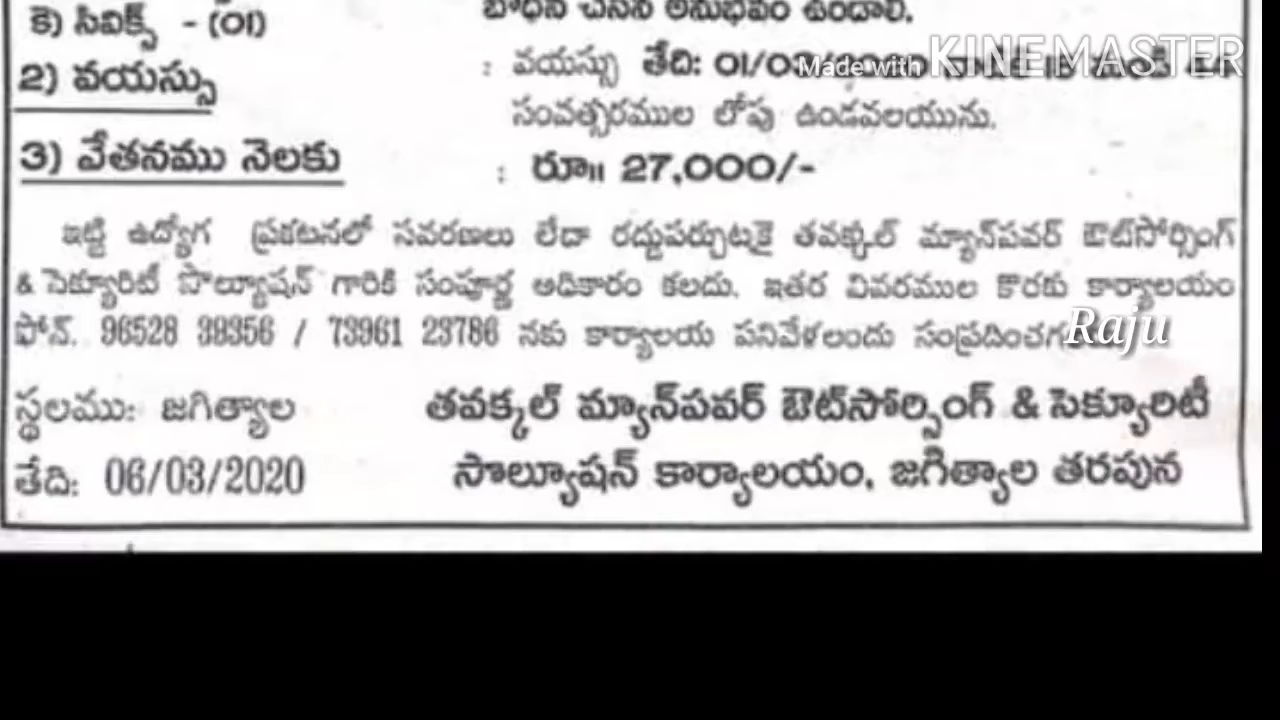 కె) సివిక్స్ - (01)
బోధన చేసిన అనుభవం ఉండాలి.
2) వయస్సు
: వయస్సు తేది: 01/03/
Made with KINEMASTER
సంవత్సరముల లోపు ఉండవలయును.
3) వేతనము నెలకు : రూ॥ 27,000/-
ఇట్టి ఉద్యోగ ప్రకటనలో సవరణలు లేదా రద్దుపర్చుటకై తవక్కల్ మ్యాన్‌పవర్ ఔట్‌సోర్సింగ్
& సెక్యూరిటీ సొల్యూషన్ గారికి సంపూర్ణ అధికారం కలదు. ఇతర వివరముల కొరకు కార్యాలయం
ఫోన్. 96528 39356 / 73961 23786 నకు కార్యాలయ పనివేళలందు
Raju
స్థలము: జగిత్యాల తవక్కల్ మ్యాన్‌పవర్ ఔట్‌సోర్సింగ్ & సెక్యూరిటీ
తేది: 06/03/2020 సొల్యూషన్ కార్యాలయం, జగిత్యాల తరపున